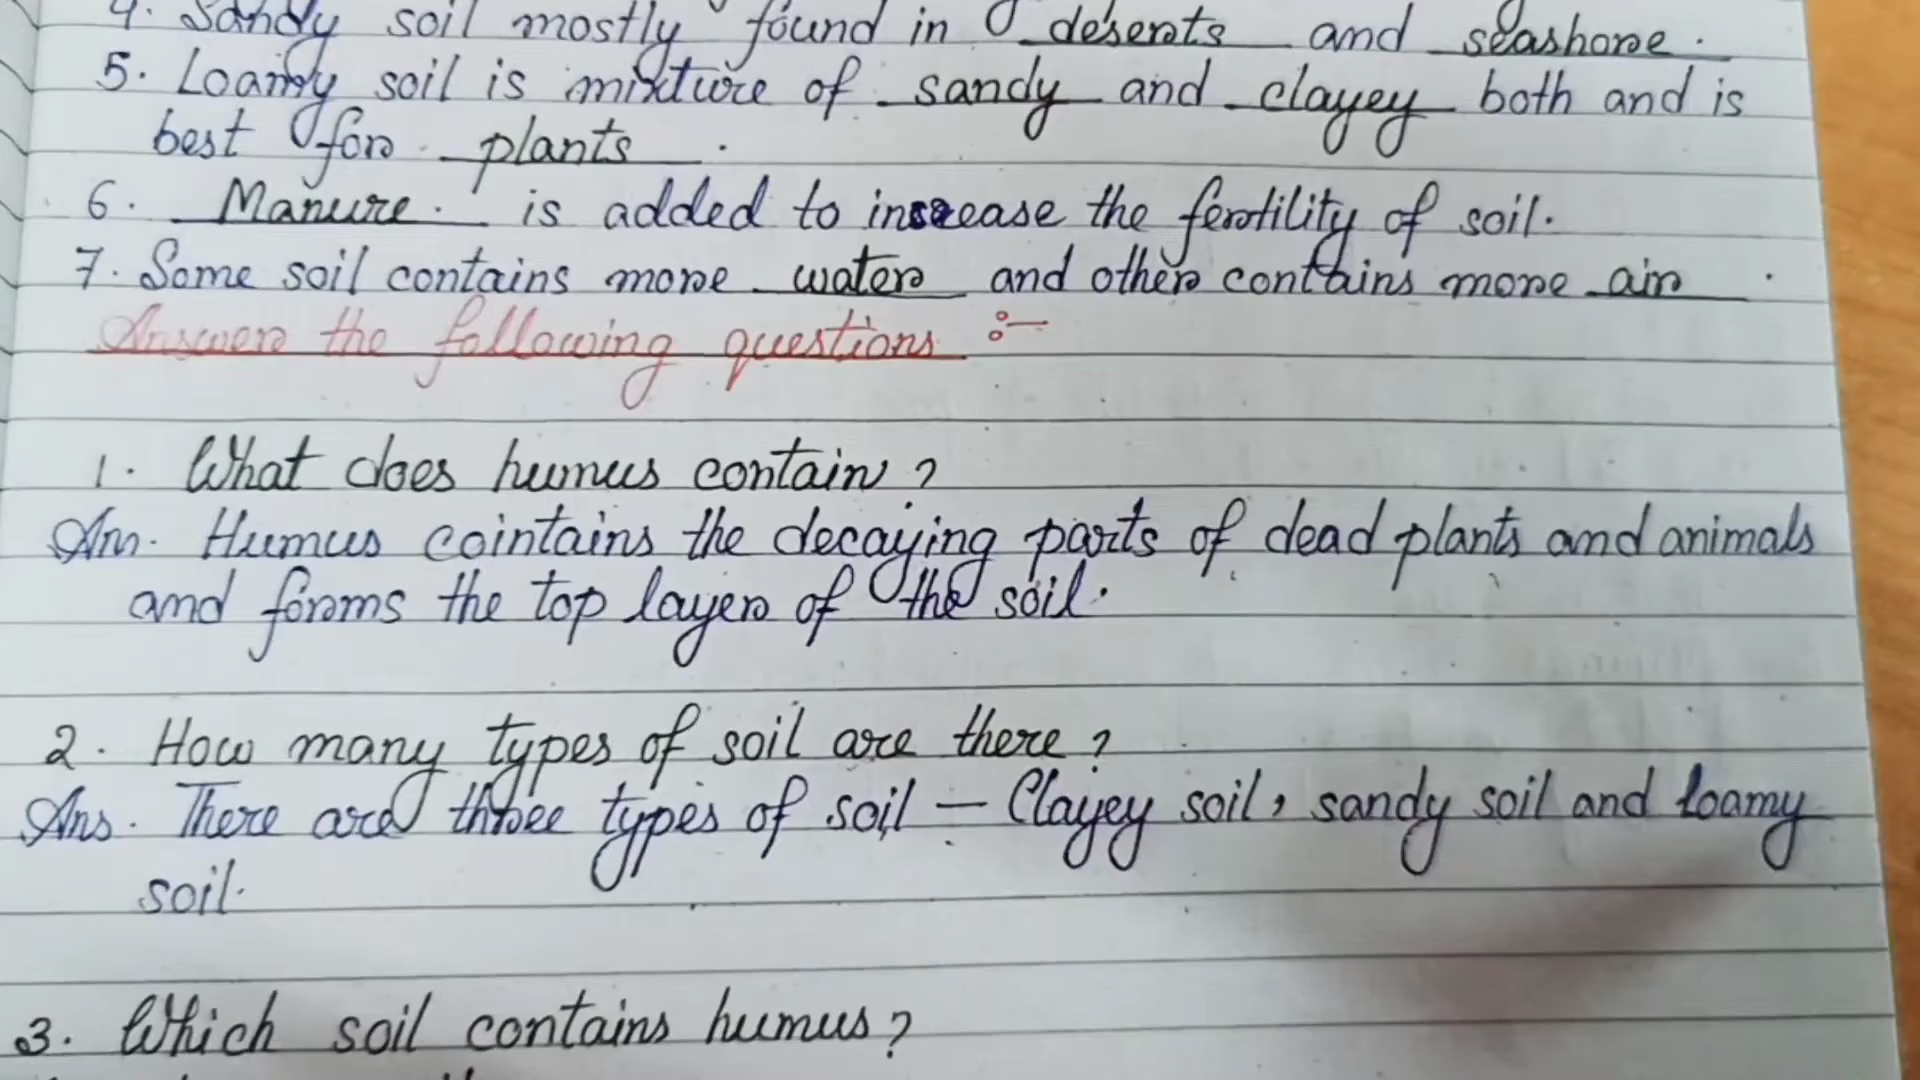 4. Sandy soil mostly found in deserts and seashore.
5. Loamy soil is mixture of sandy and clayey both and is
best for plants.
6. Manure. is added to increase the fertility of soil.
7. Some soil contains more water and other contains more air.
Answer the following questions :-
1. What does humus contain?
Ans. Humus cointains the decaying parts of dead plants and animals
and forms the top layer of the soil.
2. How many types of soil are there?
Ans. There are three types of soil - Clayey soil, sandy soil and loamy
soil.
3. Which soil contains humus?